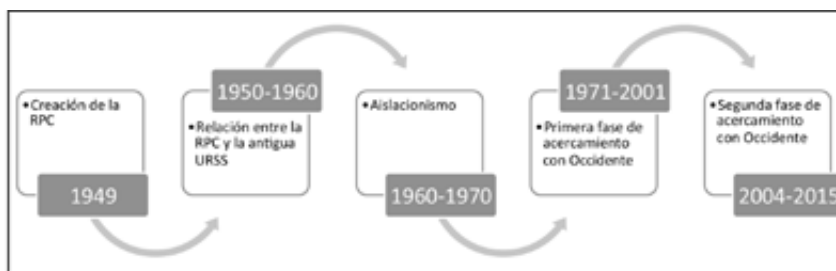 •Creación de la
RPC
1949
1950-1960
•Relación entre la
RPC y la antigua
URSS
•Aislacionismo
1960-1970
1971-2001
•Primera fase de
acercamiento
con Occidente
•Segunda fase de
acercamiento
con Occidente
2004-2015